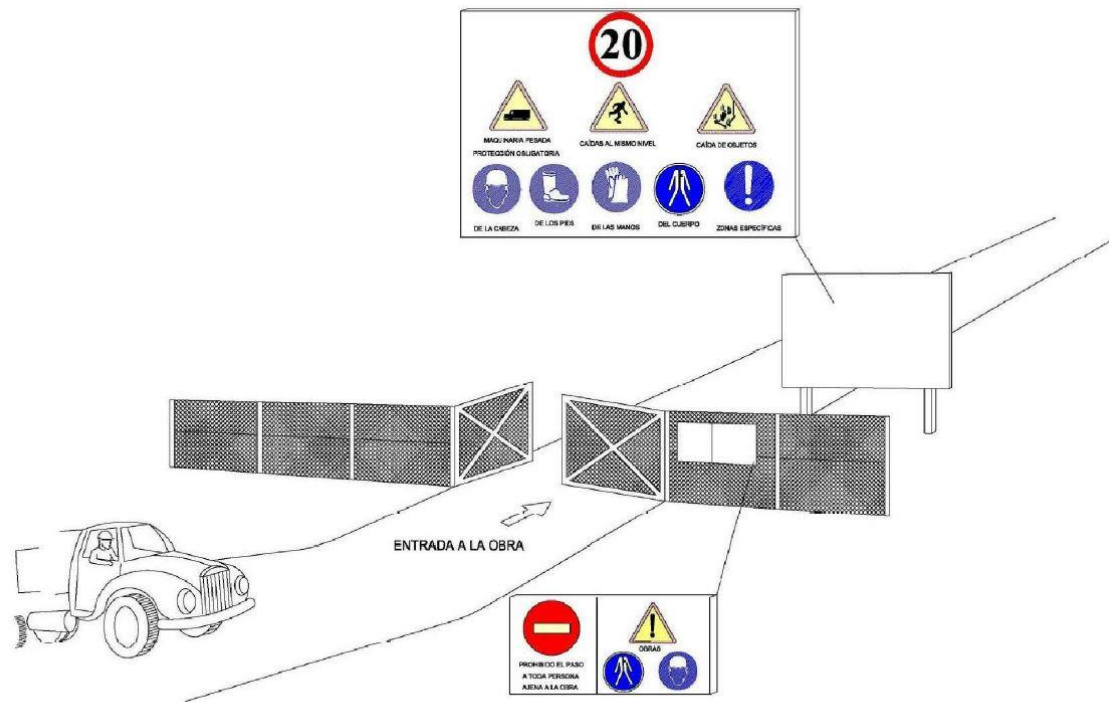 20
MAQUINARIA PESADA
CAÍDAS AL MISMO NIVEL
CAÍDA DE OBJETOS
PROTECCIÓN OBLIGATORIA
DE LA CABEZA
DE LOS PIES
DE LAS MANOS
DEL CUERPO
ZONAS ESPECÍFICAS
ENTRADA A LA OBRA
PROHIBIDO EL PASO
A TODA PERSONA
AJENA A LA OBRA
OBRAS